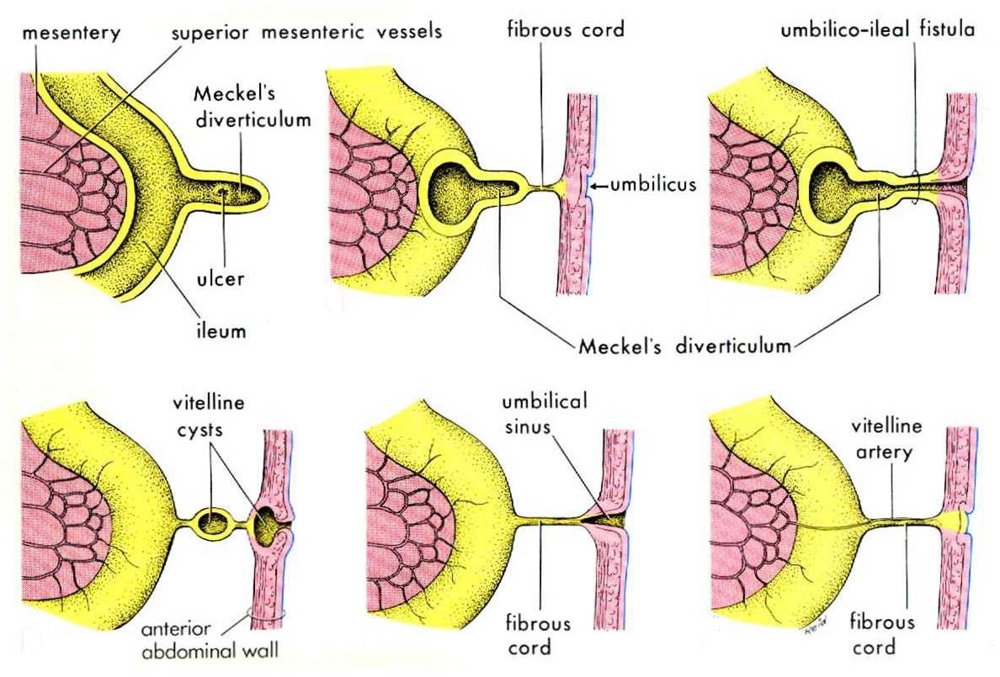 mesentery
superior mesenteric vessels
fibrous cord
umbilico-ileal fistula
Meckel's
diverticulum
umbilicus
ulcer
ileum
Meckel's diverticulum
vitelline
cysts
umbilical
sinus
vitelline
artery
anterior
abdominal wall
fibrous
cord
fibrous
cord
Reid